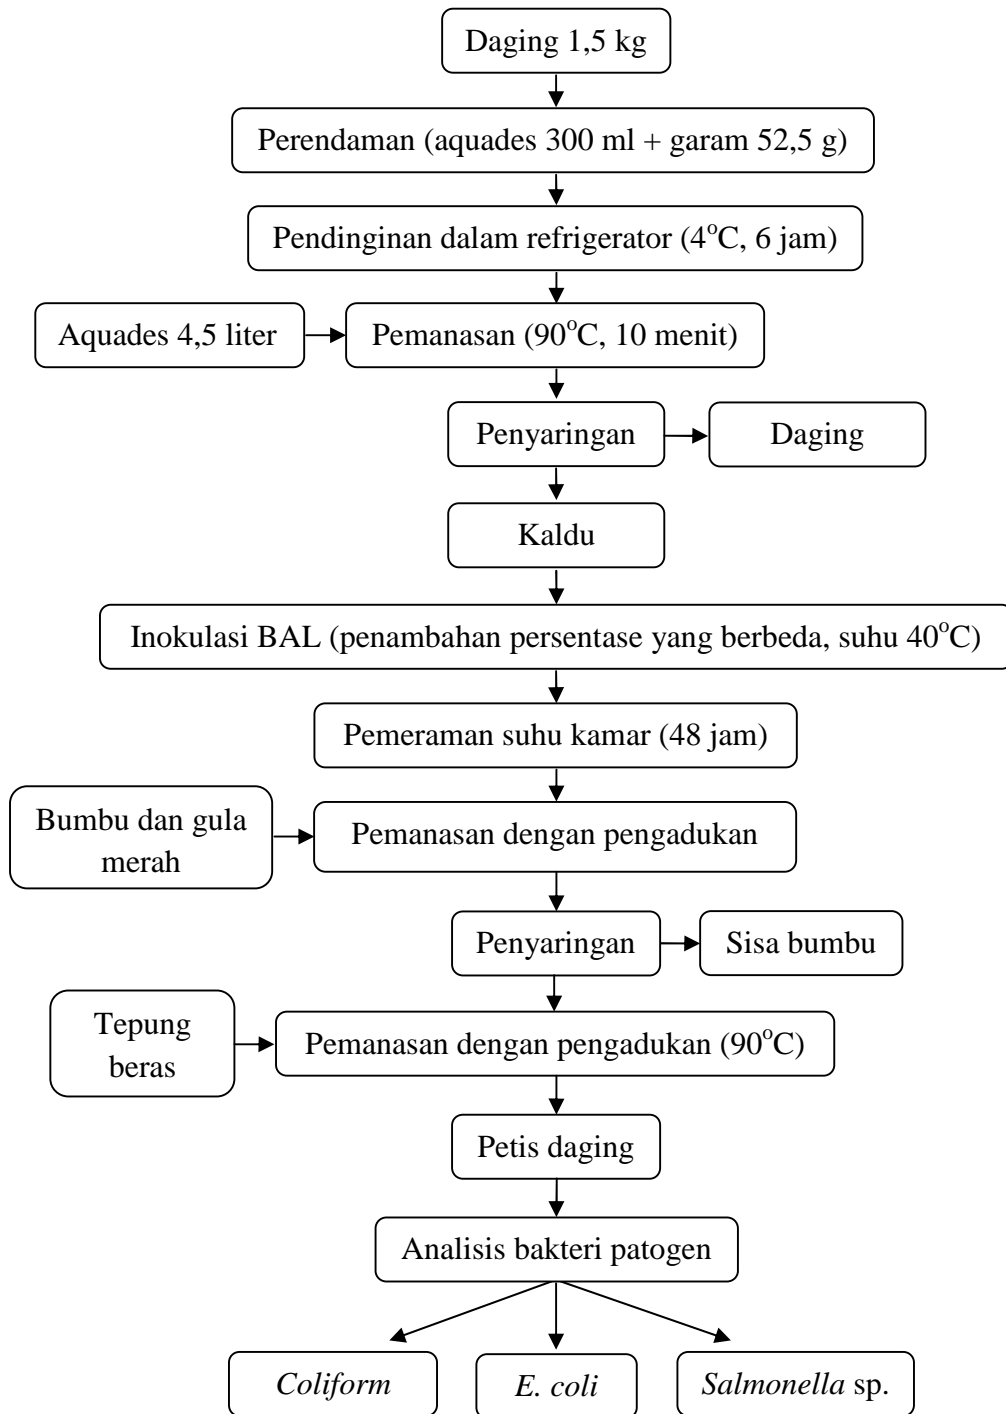 Daging 1,5 kg
Perendaman (aquades 300 ml + garam 52,5 g)
Pendinginan dalam refrigerator (4°C, 6 jam)
Aquades 4,5 liter
Pemanasan (90°C, 10 menit)
Penyaringan
Daging
Kaldu
Inokulasi BAL (penambahan persentase yang berbeda, suhu 40°C)
Pemeraman suhu kamar (48 jam)
Bumbu dan gula
merah
Pemanasan dengan pengadukan
Penyaringan
Sisa bumbu
Tepung
beras
Pemanasan dengan pengadukan (90°C)
Petis daging
Analisis bakteri patogen
Coliform
E. coli
Salmonella sp.